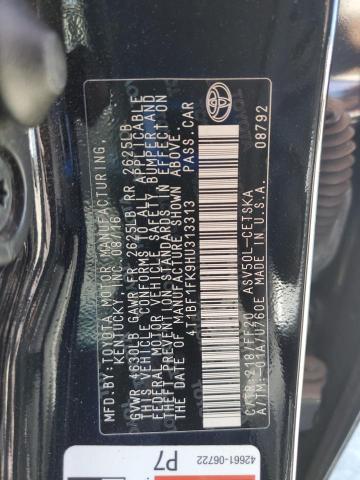 MFD. BY: TOYOTA MOTOR MANUFACTURING,
KENTUCKY, INC. 08/16
GVWR 4630LB GAWR FR 2625LB RR 2625LB
THIS VEHICLE CONFORMS TO ALL APPLICABLE
FEDERAL MOTOR VEHICLE SAFETY, BUMPER, AND
THEFT PREVENTION STANDARDS IN EFFECT
ON THE DATE OF MANUFACTURE SHOWN ABOVE.
4T1BF1FK9HU313313 PASS. CAR
C/TR: 218/FF20 ASV50L-CETSKA
A/TM: -01A/U760E MADE IN U.S.A.
08792
TOYOTA
42661-06722
P7